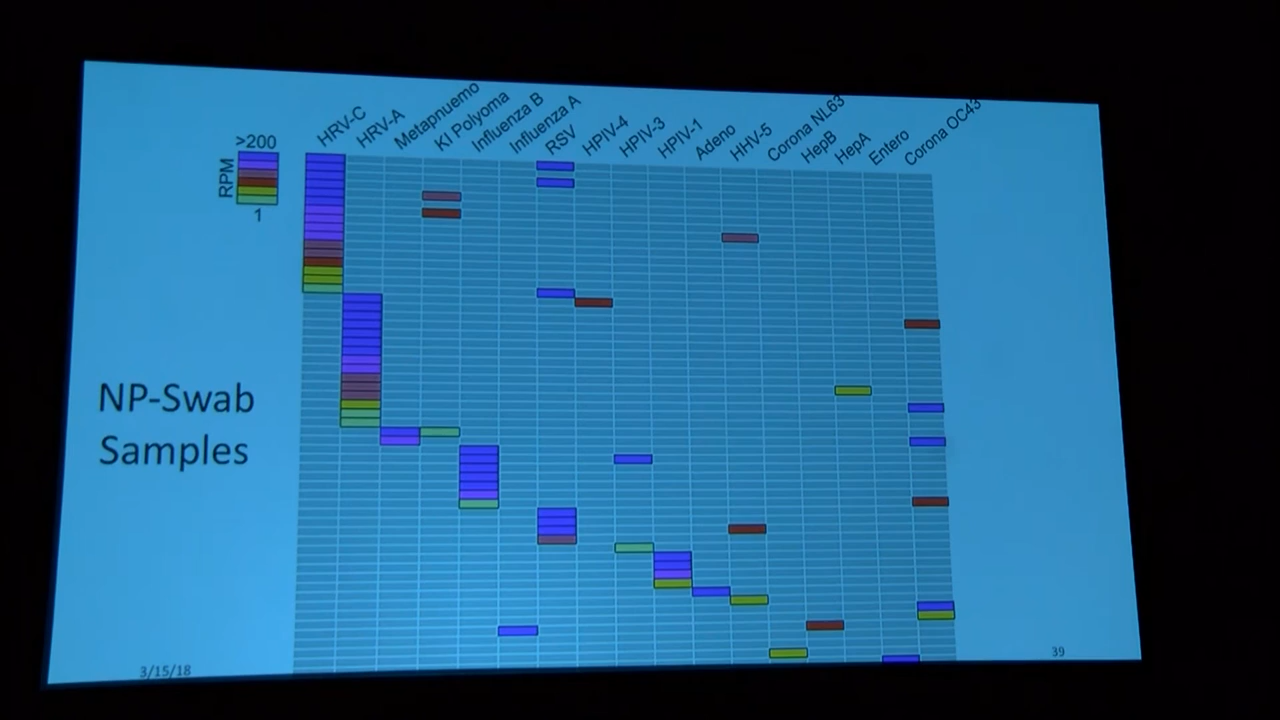 >200
RPM
1
HRV-C
HRV-A
Metapnuemo
KI Polyoma
Influenza B
Influenza A
RSV
HPIV-4
HPIV-3
HPIV-1
Adeno
HHV-5
Corona NL63
HepB
HepA
Entero
Corona OC43
NP-Swab
Samples
3/15/18
39